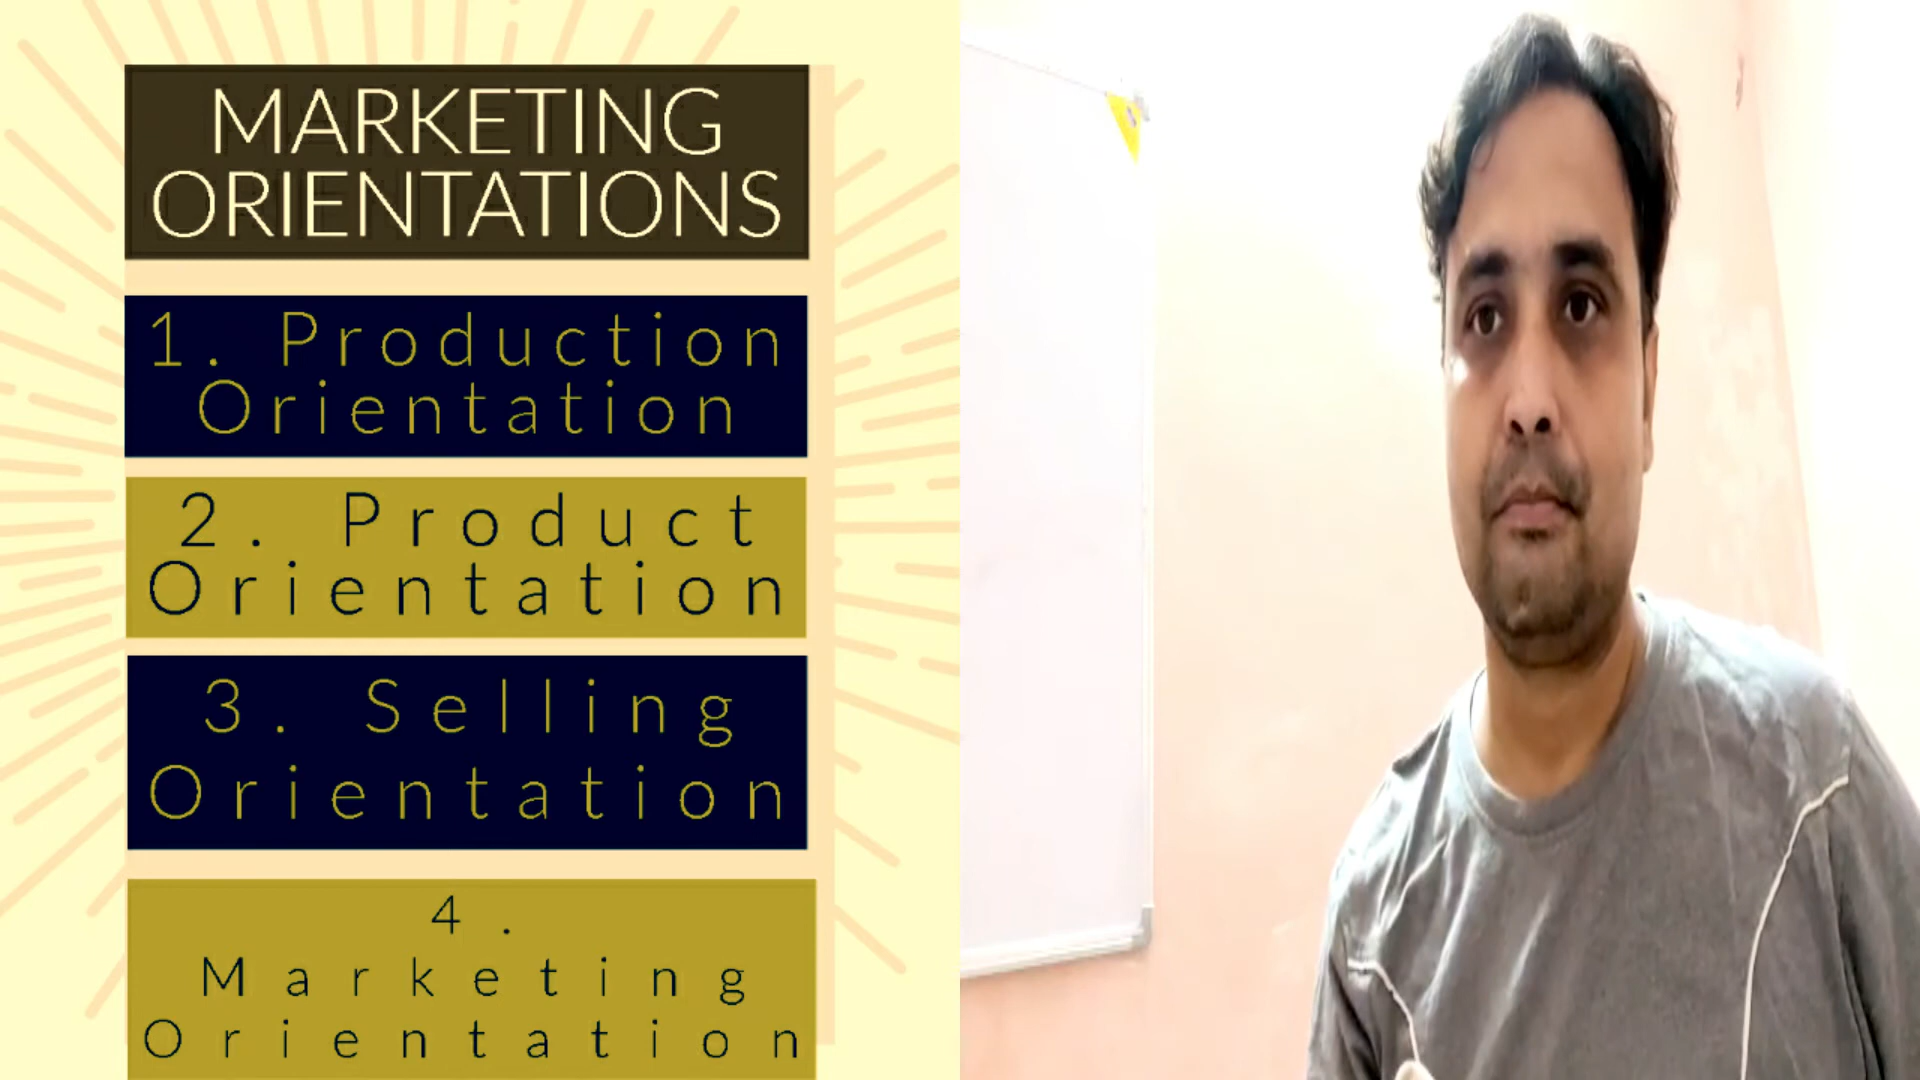 MARKETING
ORIENTATIONS
1. Production
Orientation
2. Product
Orientation
3. Selling
Orientation
4.
Marketing
Orientation